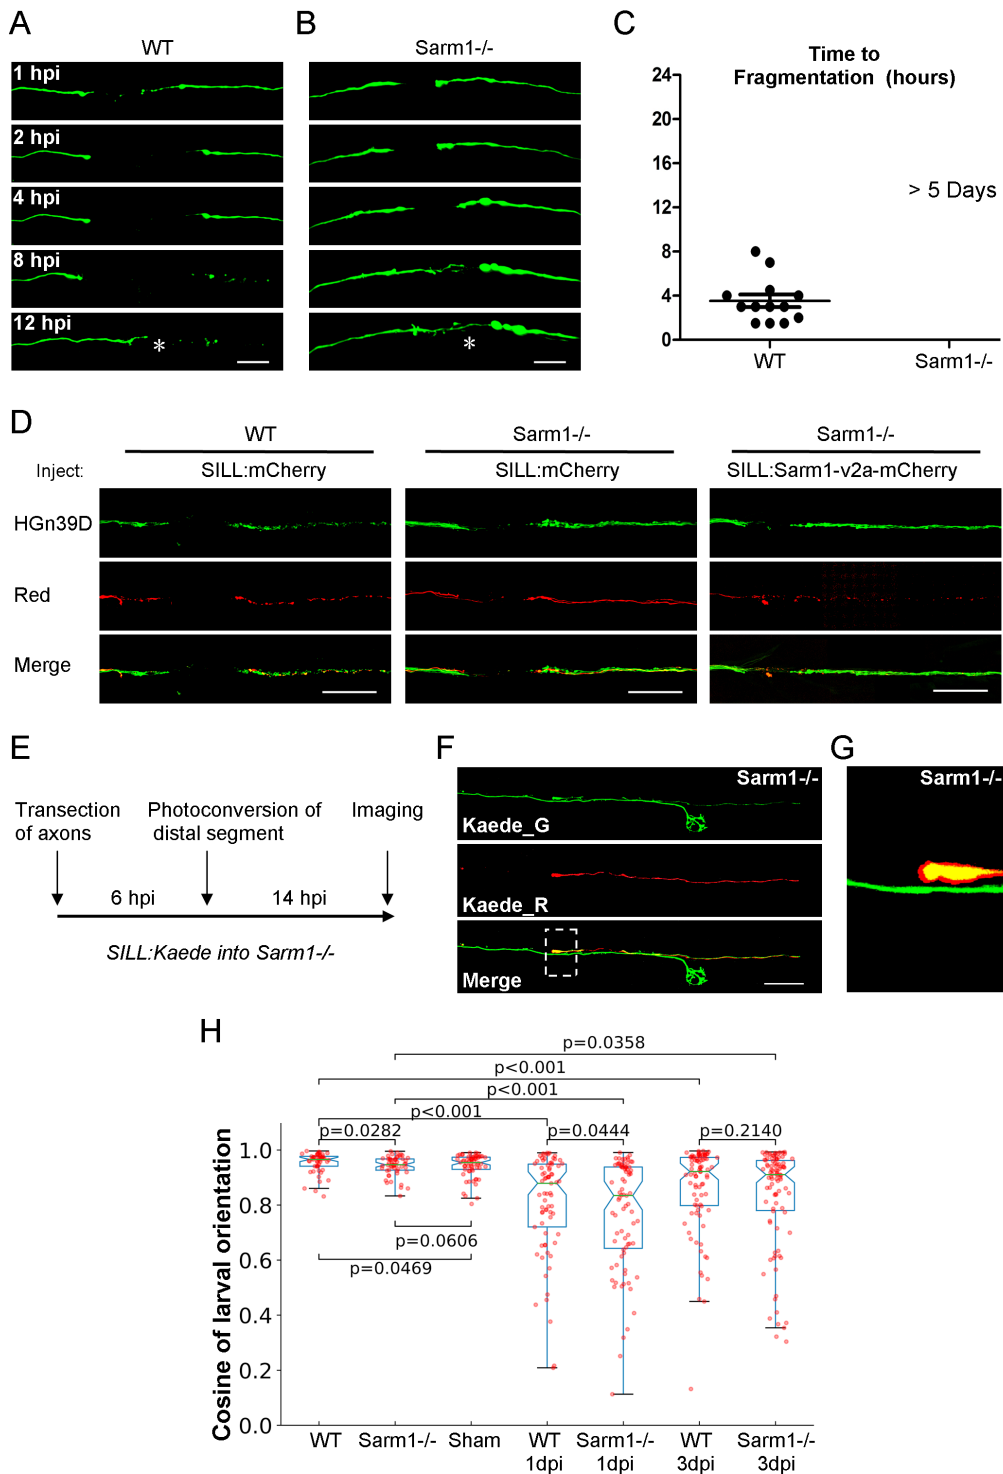 A
WT
1 hpi
2 hpi
4 hpi
8 hpi
12 hpi
*
B
Sarm1-/-
*
C
Time to
Fragmentation (hours)
24
20
16
12
8
4
0
> 5 Days
WT
Sarm1-/-
D
WT
Sarm1-/-
Sarm1-/-
Inject:
SILL:mCherry
SILL:mCherry
SILL:Sarm1-v2a-mCherry
HGn39D
Red
Merge
E
Transection
of axons
Photoconversion of
distal segment
Imaging
6 hpi
14 hpi
SILL:Kaede into Sarm1-/-
F
Sarm1-/-
Kaede_G
Kaede_R
Merge
G
Sarm1-/-
H
p=0.0358
p<0.001
p<0.001
p<0.001
p=0.0282
p=0.0444
p=0.2140
p=0.0606
p=0.0469
Cosine of larval orientation
1.0
0.8
0.6
0.4
0.2
0.0
WT
Sarm1-/-
Sham
WT
1dpi
Sarm1-/-
1dpi
WT
3dpi
Sarm1-/-
3dpi